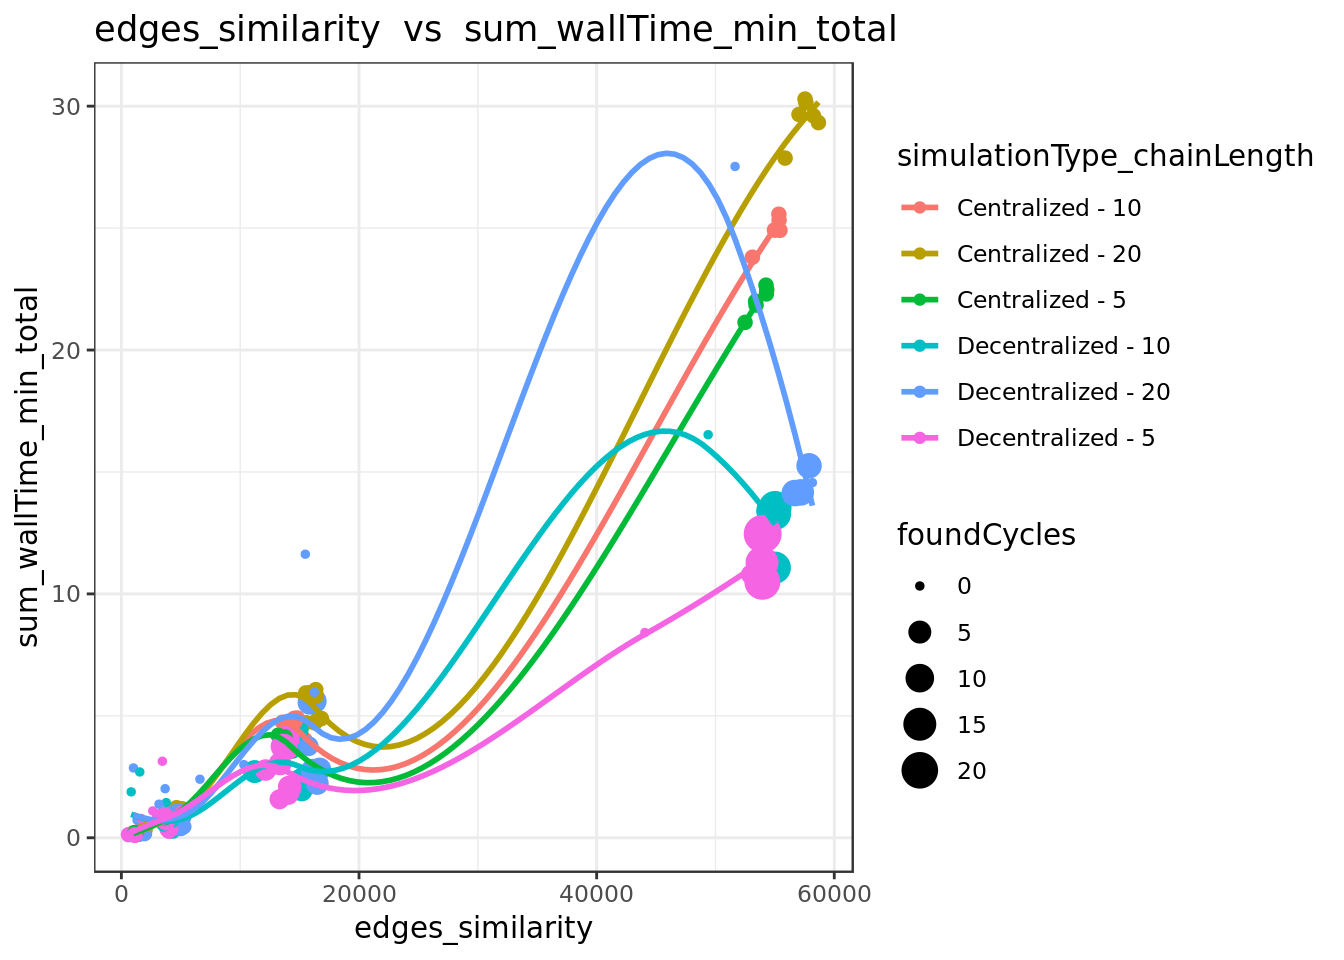 edges_similarity vs sum_wallTime_min_total
sum_wallTime_min_total
30
20
10
0
0
20000
40000
60000
edges_similarity
simulationType_chainLength
Centralized - 10
Centralized - 20
Centralized - 5
Decentralized - 10
Decentralized - 20
Decentralized - 5
foundCycles
0
5
10
15
20